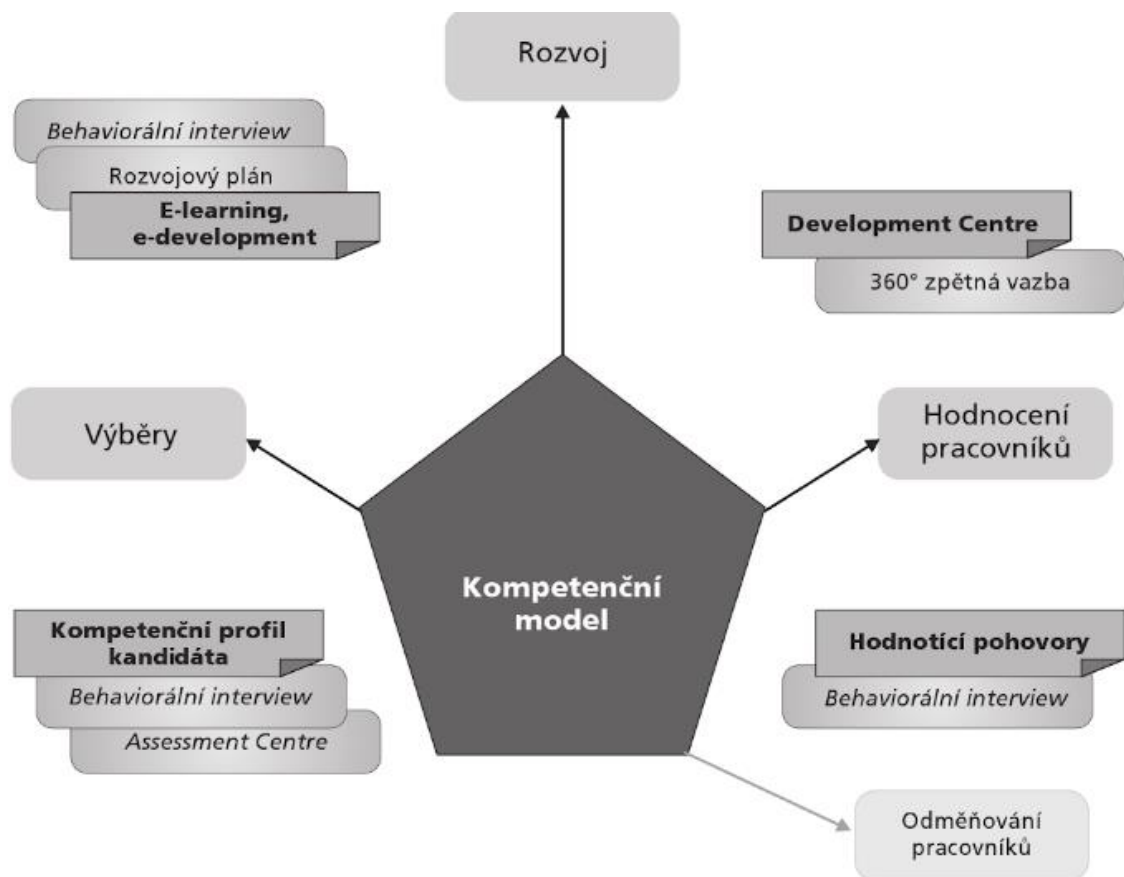 Rozvoj
Behaviorální interview
Rozvojový plán
E-learning,
e-development
Development Centre
360° zpětná vazba
Výběry
Hodnocení
pracovníků
Kompetenční
model
Kompetenční profil
kandidáta
Behaviorální interview
Assessment Centre
Hodnotící pohovory
Behaviorální interview
Odměňování
pracovníků